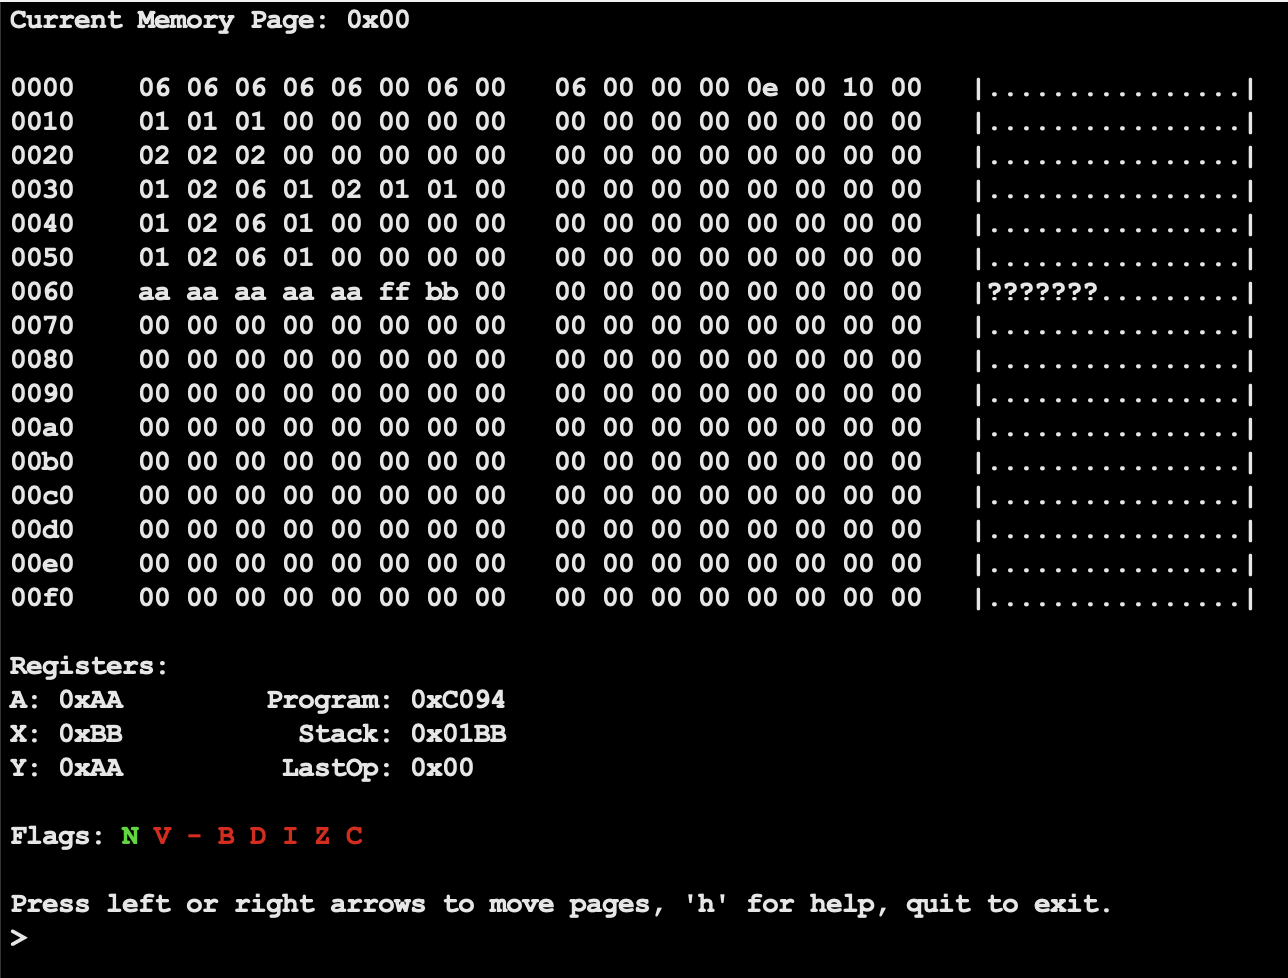 Current Memory Page: 0x00
0000 06 06 06 06 06 00 06 00 06 00 00 00 0e 00 10 00 |................|
0010 01 01 01 00 00 00 00 00 00 00 00 00 00 00 00 00 |................|
0020 02 02 02 00 00 00 00 00 00 00 00 00 00 00 00 00 |................|
0030 01 02 06 01 02 01 01 00 00 00 00 00 00 00 00 00 |................|
0040 01 02 06 01 00 00 00 00 00 00 00 00 00 00 00 00 |................|
0050 01 02 06 01 00 00 00 00 00 00 00 00 00 00 00 00 |................|
0060 aa aa aa aa aa ff bb 00 00 00 00 00 00 00 00 00 |???????.........|
0070 00 00 00 00 00 00 00 00 00 00 00 00 00 00 00 00 |................|
0080 00 00 00 00 00 00 00 00 00 00 00 00 00 00 00 00 |................|
0090 00 00 00 00 00 00 00 00 00 00 00 00 00 00 00 00 |................|
00a0 00 00 00 00 00 00 00 00 00 00 00 00 00 00 00 00 |................|
00b0 00 00 00 00 00 00 00 00 00 00 00 00 00 00 00 00 |................|
00c0 00 00 00 00 00 00 00 00 00 00 00 00 00 00 00 00 |................|
00d0 00 00 00 00 00 00 00 00 00 00 00 00 00 00 00 00 |................|
00e0 00 00 00 00 00 00 00 00 00 00 00 00 00 00 00 00 |................|
00f0 00 00 00 00 00 00 00 00 00 00 00 00 00 00 00 00 |................|
Registers:
A: 0xAA Program: 0xC094
X: 0xBB Stack: 0x01BB
Y: 0xAA LastOp: 0x00
Flags: N V - B D I Z C
Press left or right arrows to move pages, 'h' for help, quit to exit.
>